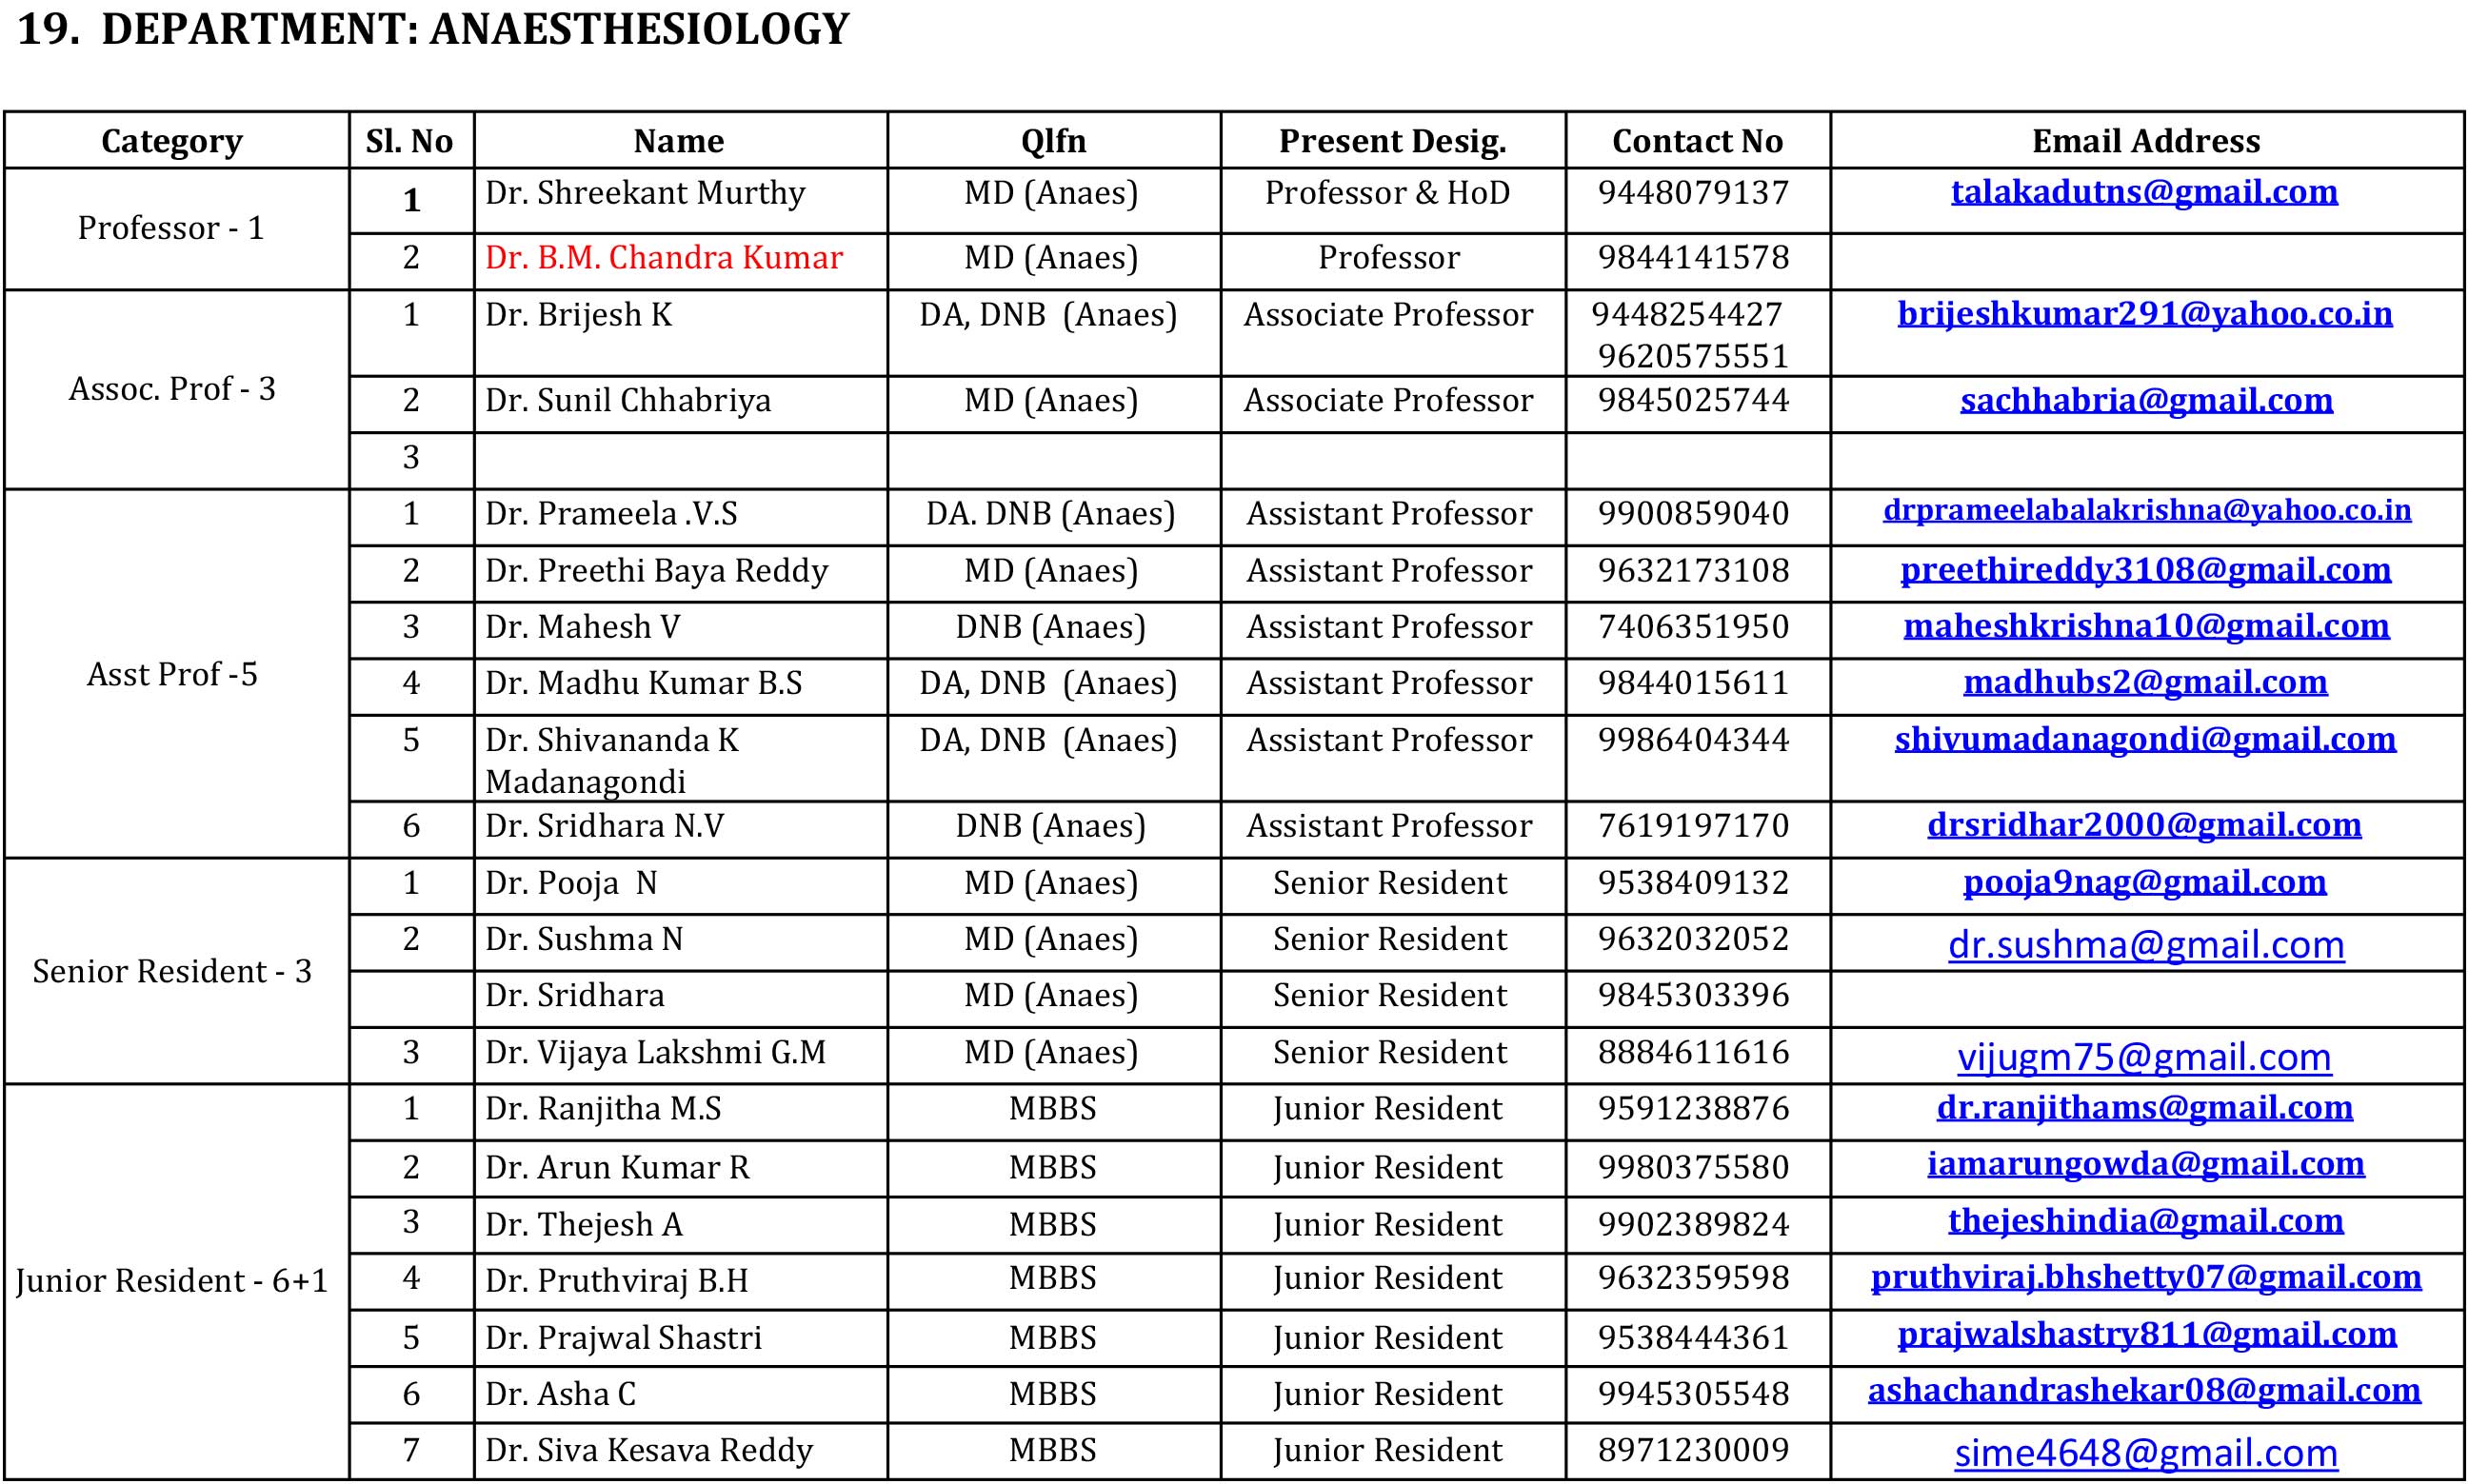 19. DEPARTMENT: ANAESTHESIOLOGY
Category Sl. No Name Qlfn Present Desig. Contact No Email Address
Professor - 1
1 Dr. Shreekant Murthy MD (Anaes) Professor & HoD 9448079137 talakadutns@gmail.com
2 Dr. B.M. Chandra Kumar MD (Anaes) Professor 9844141578
Assoc. Prof - 3
1 Dr. Brijesh K DA, DNB (Anaes) Associate Professor 9448254427 brijeshkumar291@yahoo.co.in
9620575551
2 Dr. Sunil Chhabriya MD (Anaes) Associate Professor 9845025744 sachhabria@gmail.com
3
Asst Prof -5
1 Dr. Prameela .V.S DA. DNB (Anaes) Assistant Professor 9900859040 drprameelabalakrishna@yahoo.co.in
2 Dr. Preethi Baya Reddy MD (Anaes) Assistant Professor 9632173108 preethireddy3108@gmail.com
3 Dr. Mahesh V DNB (Anaes) Assistant Professor 7406351950 maheshkrishna10@gmail.com
4 Dr. Madhu Kumar B.S DA, DNB (Anaes) Assistant Professor 9844015611 madhubs2@gmail.com
5 Dr. Shivananda K DA, DNB (Anaes) Assistant Professor 9986404344 shivumadanagondi@gmail.com
Madanagondi
6 Dr. Sridhara N.V DNB (Anaes) Assistant Professor 7619197170 drsridhar2000@gmail.com
Senior Resident - 3
1 Dr. Pooja N MD (Anaes) Senior Resident 9538409132 pooja9nag@gmail.com
2 Dr. Sushma N MD (Anaes) Senior Resident 9632032052 dr.sushma@gmail.com
Dr. Sridhara MD (Anaes) Senior Resident 9845303396
3 Dr. Vijaya Lakshmi G.M MD (Anaes) Senior Resident 8884611616 vijugm75@gmail.com
Junior Resident - 6+1
1 Dr. Ranjitha M.S MBBS Junior Resident 9591238876 dr.ranjithams@gmail.com
2 Dr. Arun Kumar R MBBS Junior Resident 9980375580 iamarungowda@gmail.com
3 Dr. Thejesh A MBBS Junior Resident 9902389824 thejeshindia@gmail.com
4 Dr. Pruthviraj B.H MBBS Junior Resident 9632359598 pruthviraj.bhshetty07@gmail.com
5 Dr. Prajwal Shastri MBBS Junior Resident 9538444361 prajwalshastry811@gmail.com
6 Dr. Asha C MBBS Junior Resident 9945305548 ashachandrashekar08@gmail.com
7 Dr. Siva Kesava Reddy MBBS Junior Resident 8971230009 sime4648@gmail.com